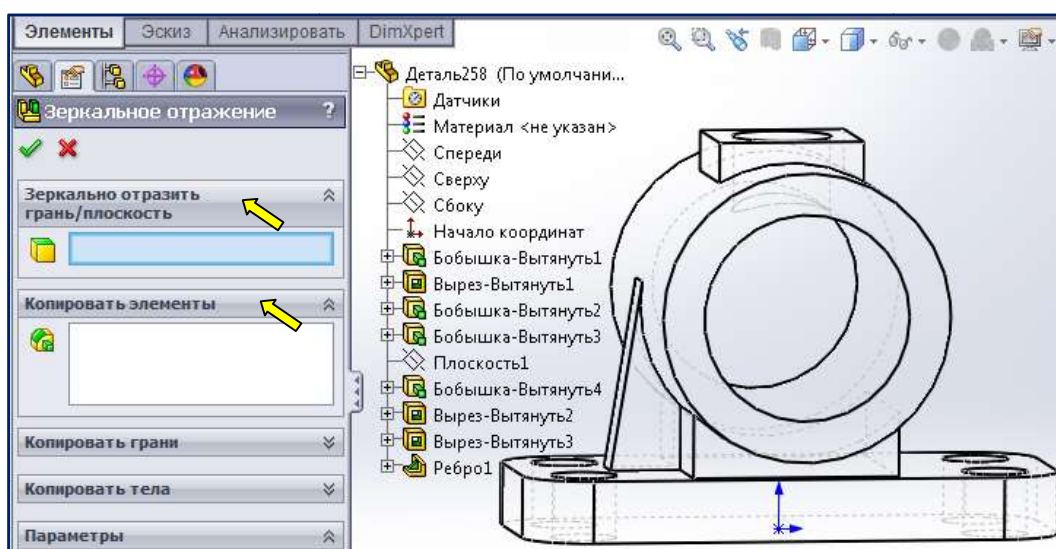 Элементы Эскиз Анализировать DimXpert
Зеркальное отражение ?
Зеркально отразить
грань/плоскость
Копировать элементы
Копировать грани
Копировать тела
Параметры
Деталь258 (По умолчани...
Датчики
Материал <не указан>
Спереди
Сверху
Сбоку
Начало координат
Бобышка-Вытянуть1
Вырез-Вытянуть1
Бобышка-Вытянуть2
Бобышка-Вытянуть3
Плоскость1
Бобышка-Вытянуть4
Вырез-Вытянуть2
Вырез-Вытянуть3
Ребро1